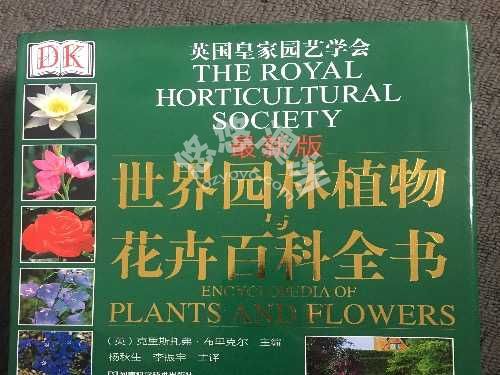 DK
英国皇家园艺学会
THE ROYAL
HORTICULTURAL
SOCIETY
最新版
世界园林植物
与
花卉百科全书
ENCYCLOPEDIA OF
PLANTS AND FLOWERS
(英)克里斯托弗·布里克尔 主编
杨秋生 李振宇 主译